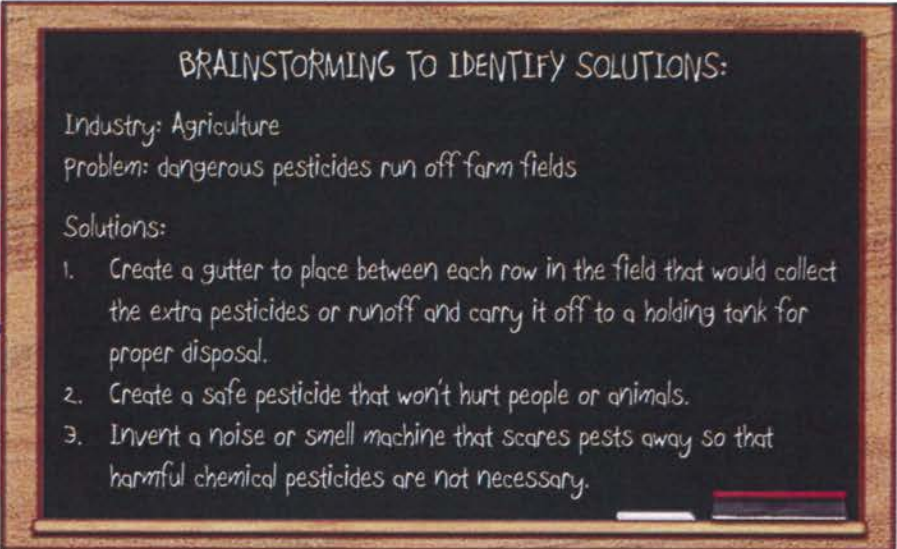 BRAINSTORMING TO IDENTIFY SOLUTIONS:
Industry: Agriculture
Problem: dangerous pesticides run off farm fields
Solutions:
1. Create a gutter to place between each row in the field that would collect
the extra pesticides or runoff and carry it off to a holding tank for
proper disposal.
2. Create a safe pesticide that won't hurt people or animals.
3. Invent a noise or smell machine that scares pests away so that
harmful chemical pesticides are not necessary.